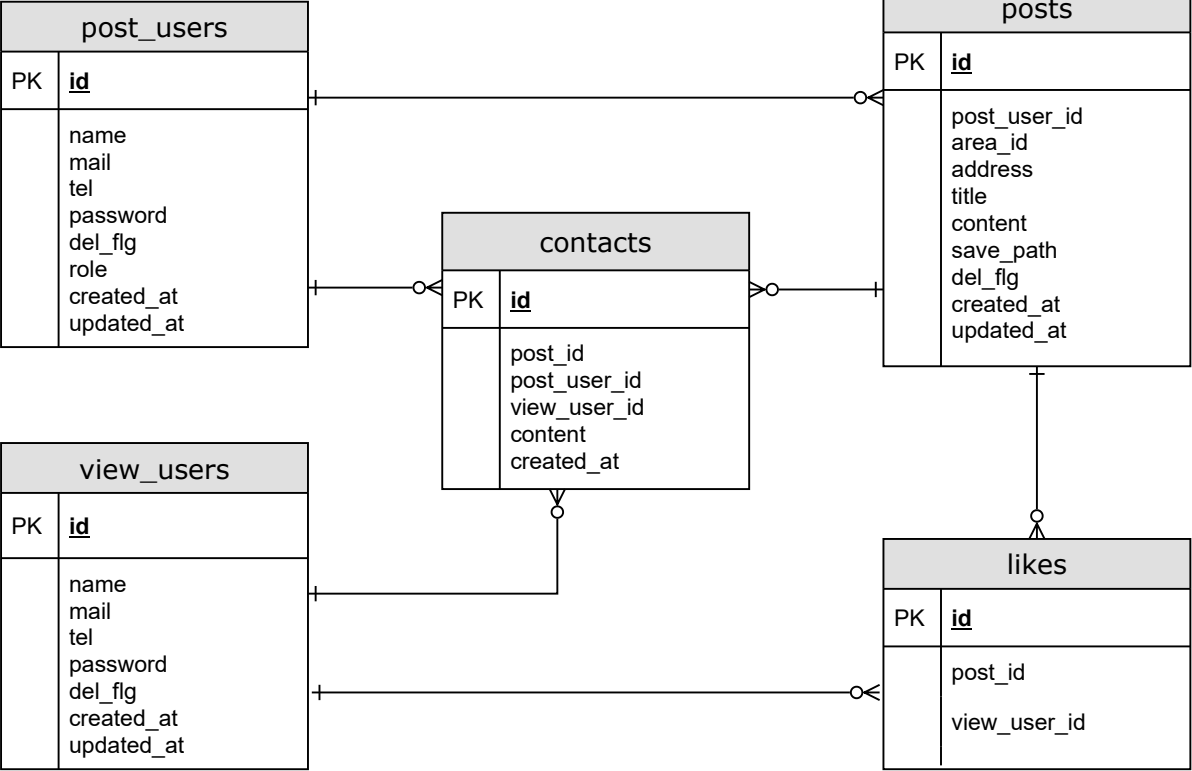 post_users
PK id
name
mail
tel
password
del_flg
role
created_at
updated_at
posts
PK id
post_user_id
area_id
address
title
content
save_path
del_flg
created_at
updated_at
contacts
PK id
post_id
post_user_id
view_user_id
content
created_at
view_users
PK id
name
mail
tel
password
del_flg
created_at
updated_at
likes
PK id
post_id
view_user_id